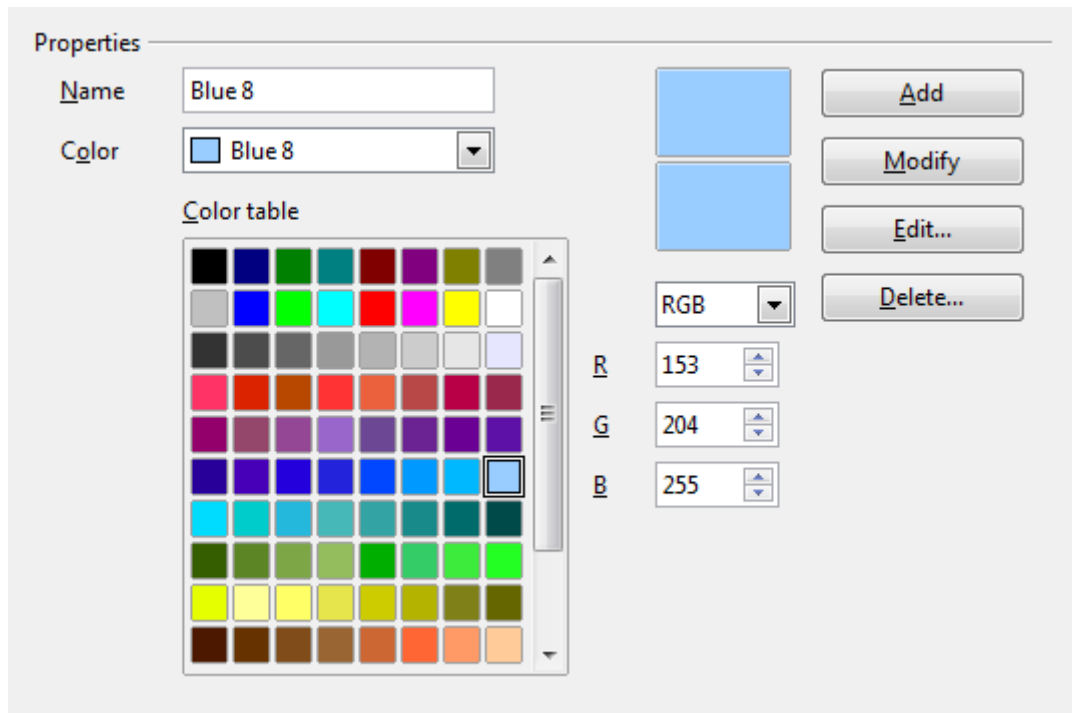 Properties
Name Blue 8 Add
Color Blue 8 Modify
Color table Edit...
RGB Delete...
R 153
G 204
B 255